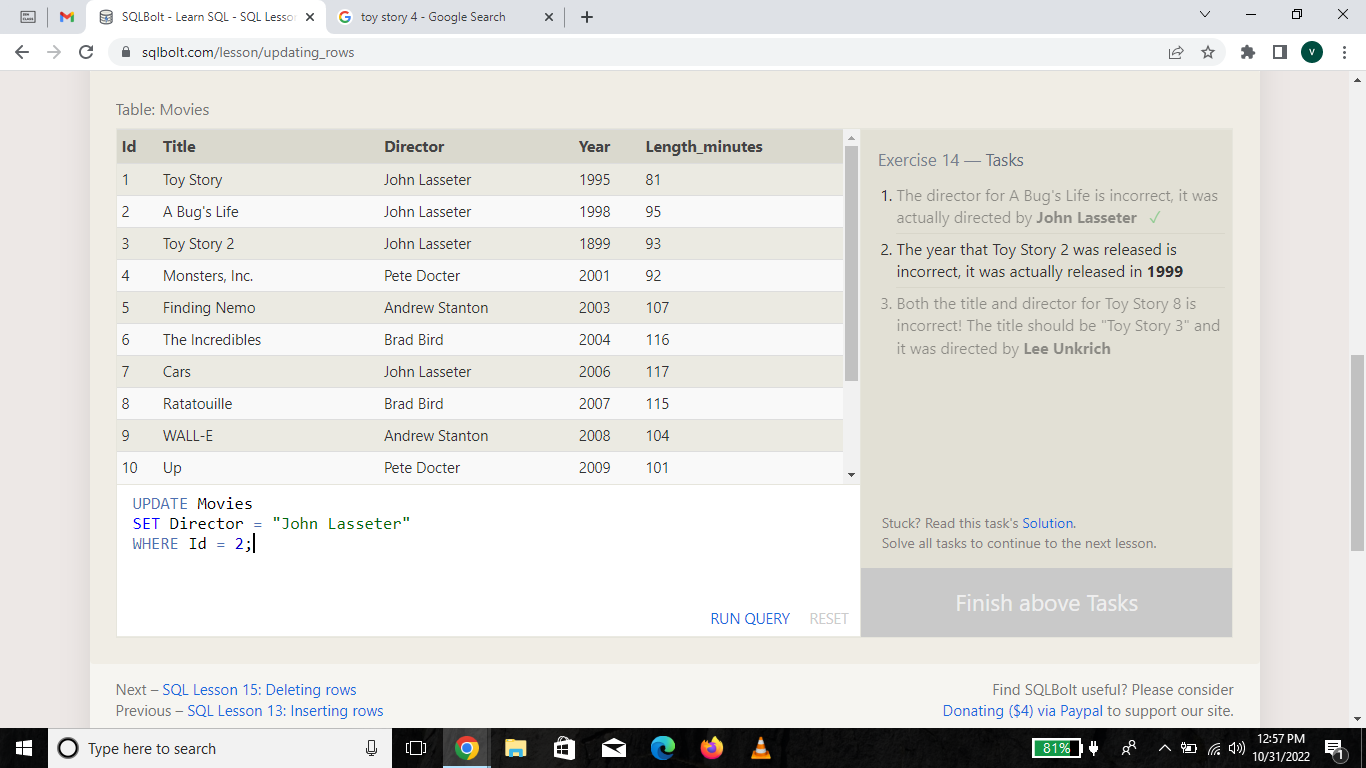 SQLBolt - Learn SQL - SQL Lesso
toy story 4 - Google Search
sqlbolt.com/lesson/updating_rows
V
Table: Movies
Id Title Director Year Length_minutes
1 Toy Story John Lasseter 1995 81
2 A Bug's Life John Lasseter 1998 95
3 Toy Story 2 John Lasseter 1899 93
4 Monsters, Inc. Pete Docter 2001 92
5 Finding Nemo Andrew Stanton 2003 107
6 The Incredibles Brad Bird 2004 116
7 Cars John Lasseter 2006 117
8 Ratatouille Brad Bird 2007 115
9 WALL-E Andrew Stanton 2008 104
10 Up Pete Docter 2009 101
UPDATE Movies
SET Director = "John Lasseter"
WHERE Id = 2;
RUN QUERY RESET
Exercise 14 — Tasks
1. The director for A Bug's Life is incorrect, it was
actually directed by John Lasseter ✓
2. The year that Toy Story 2 was released is
incorrect, it was actually released in 1999
3. Both the title and director for Toy Story 8 is
incorrect! The title should be "Toy Story 3" and
it was directed by Lee Unkrich
Stuck? Read this task's Solution.
Solve all tasks to continue to the next lesson.
Finish above Tasks
Next – SQL Lesson 15: Deleting rows
Previous – SQL Lesson 13: Inserting rows
Find SQLBolt useful? Please consider
Donating ($4) via Paypal to support our site.
Type here to search
81%
12:57 PM
10/31/2022
1